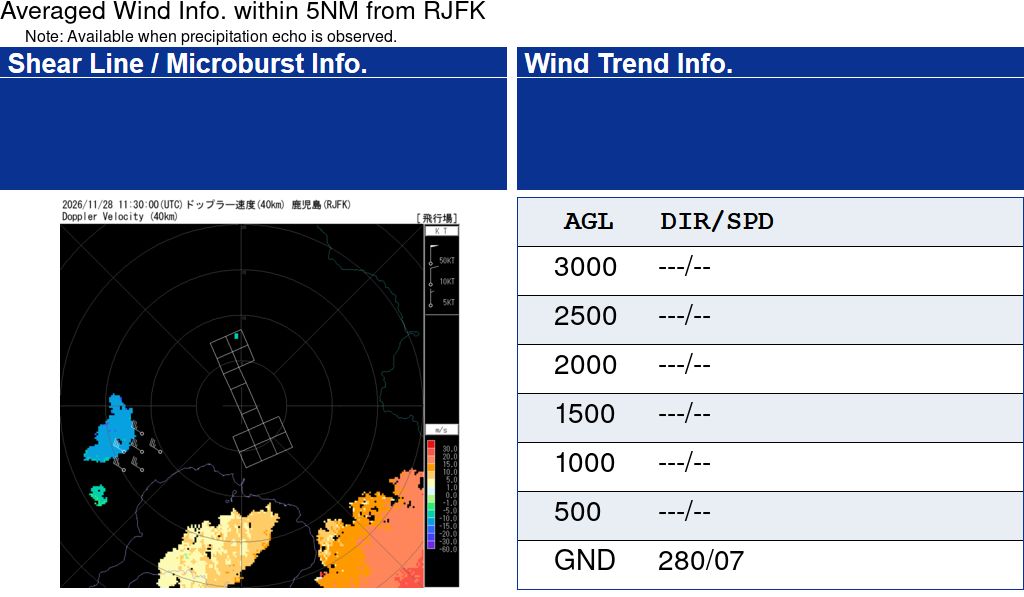 Averaged Wind Info. within 5NM from RJFK
Note: Available when precipitation echo is observed.
Shear Line / Microburst Info.
Wind Trend Info.
2026/11/28 11:30:00(UTC) ドップラー速度(40km) 鹿児島(RJFK)
Doppler Velocity (40km)
[飛行場]
KT
50KT
10KT
5KT
m/s
30.0
20.0
15.0
10.0
5.0
1.0
0.0
-1.0
-5.0
-10.0
-15.0
-20.0
-30.0
-60.0
AGL DIR/SPD
3000 ---/--
2500 ---/--
2000 ---/--
1500 ---/--
1000 ---/--
500 ---/--
GND 280/07